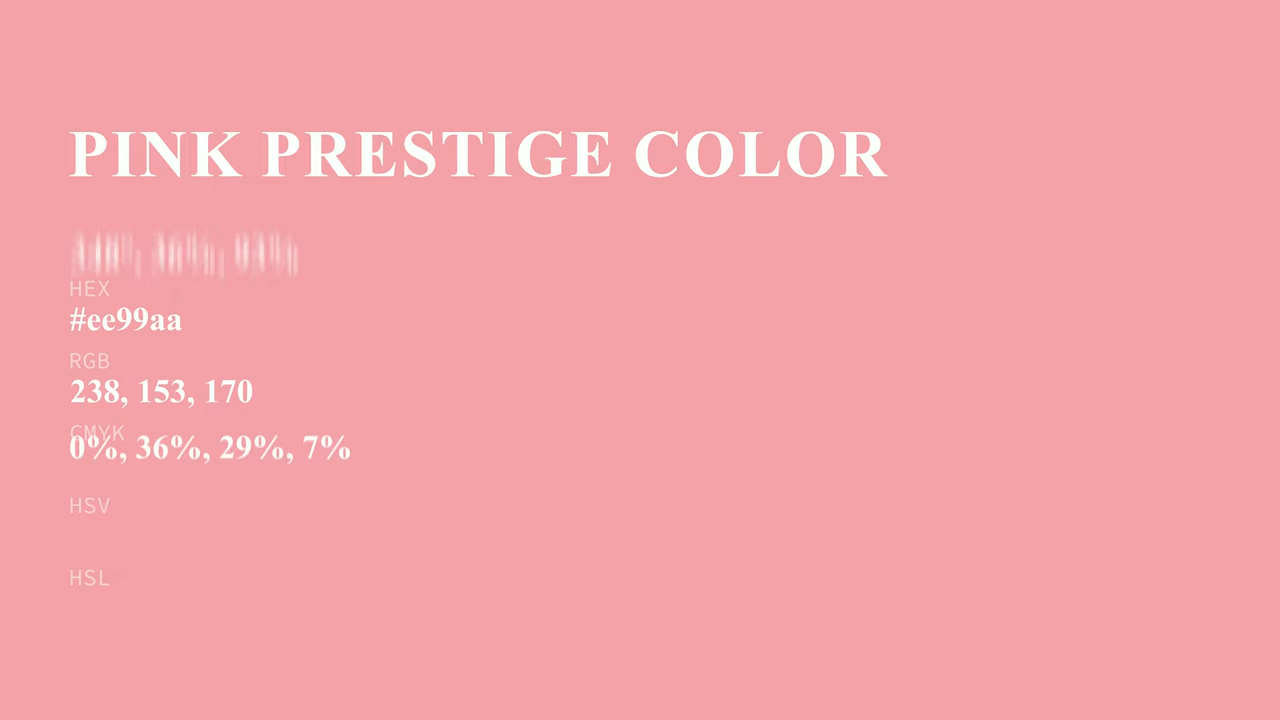 PINK PRESTIGE COLOR
HEX
#ee99aa
RGB
238, 153, 170
CMYK
0%, 36%, 29%, 7%
HSV
HSL